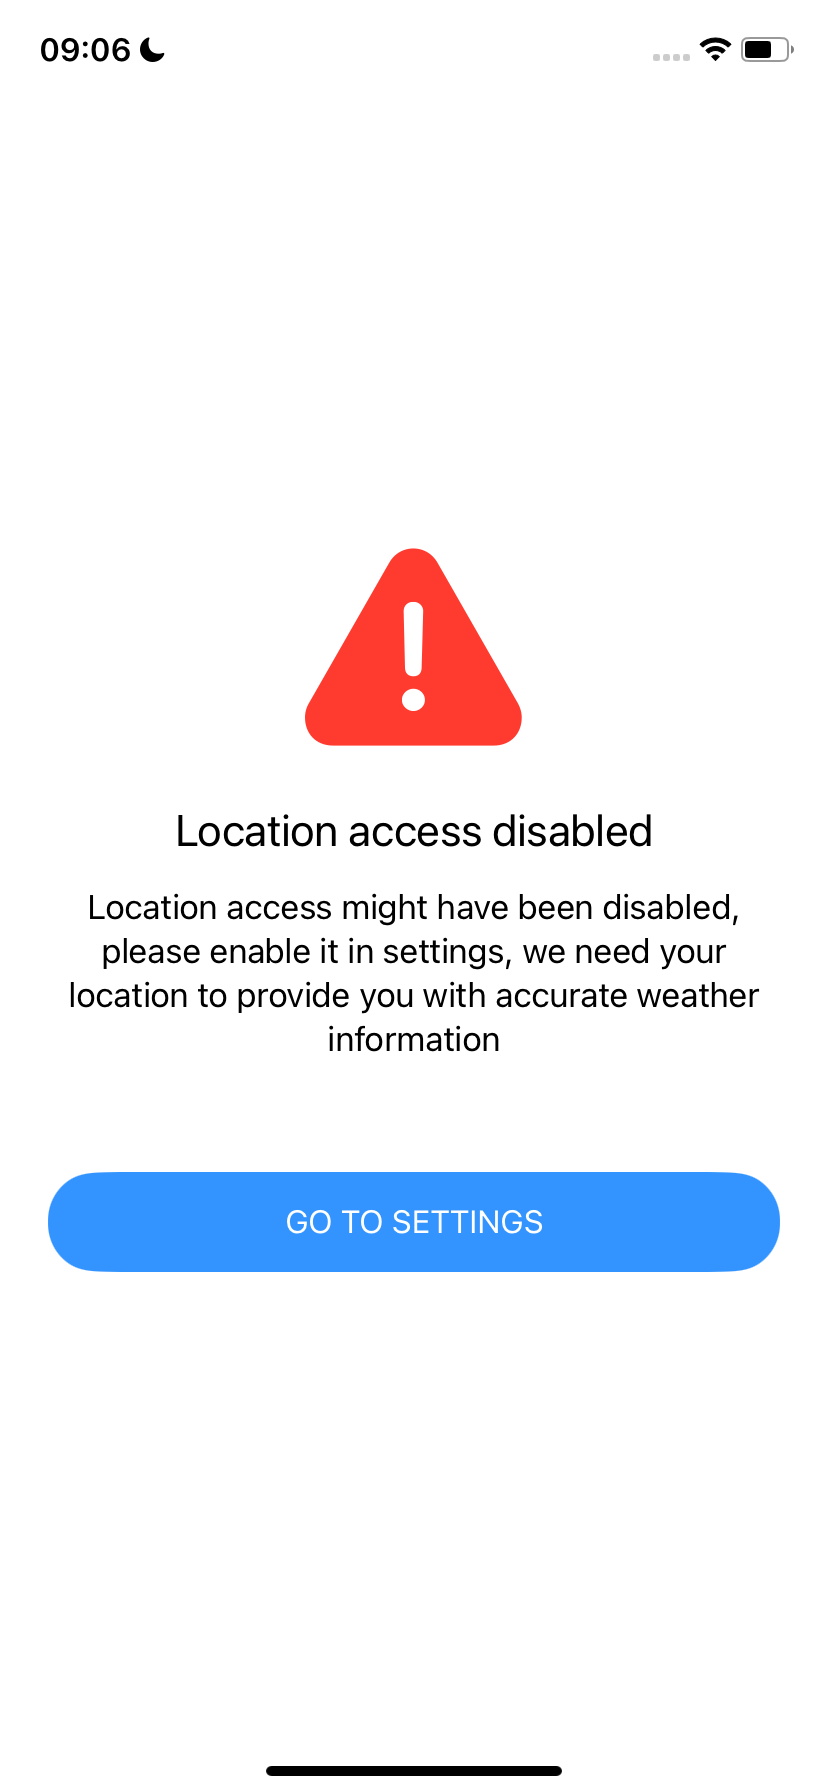 09:06
Location access disabled
Location access might have been disabled,
please enable it in settings, we need your
location to provide you with accurate weather
information
GO TO SETTINGS